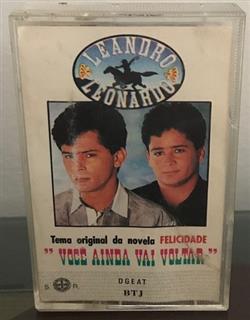 LEANDRO
LEONARDO
Tema original da novela FELICIDADE
" VOCÊ AINDA VAI VOLTAR "
S. R.
DGEAT
BTJ